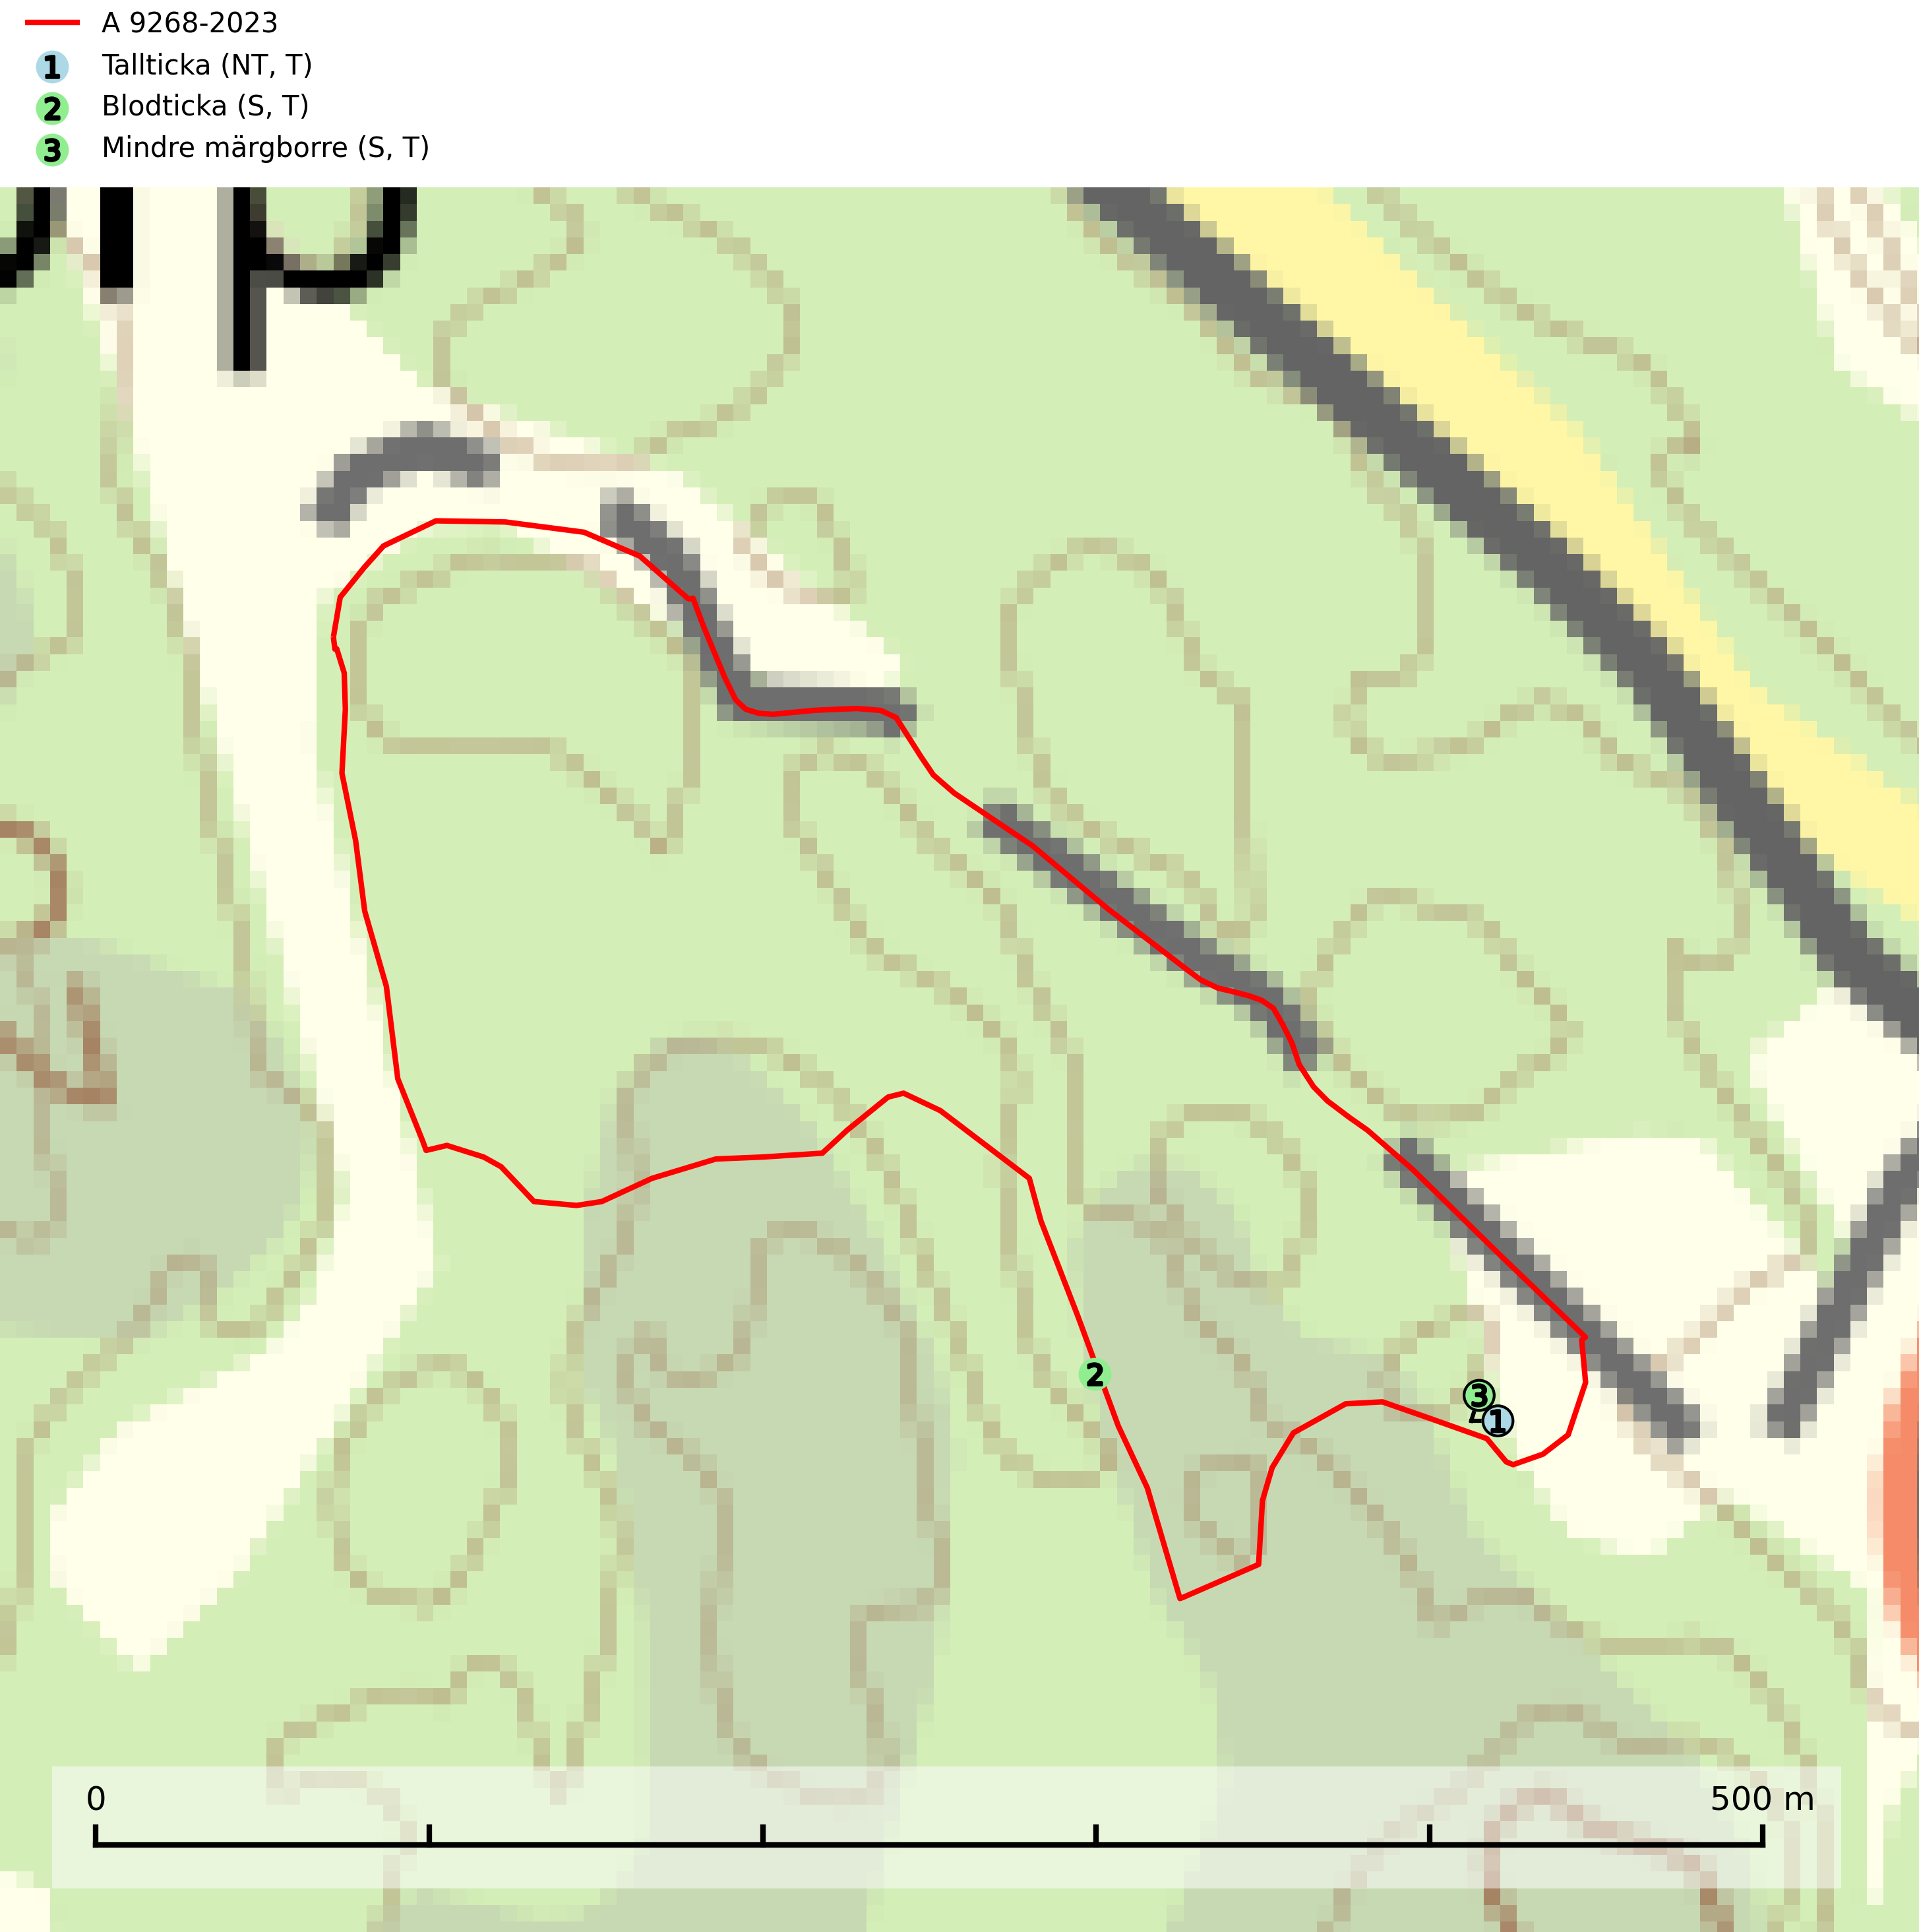 A 9268-2023
1 Tallticka (NT, T)
2 Blodticka (S, T)
3 Mindre märgborre (S, T)
2
3
1
0 500 m